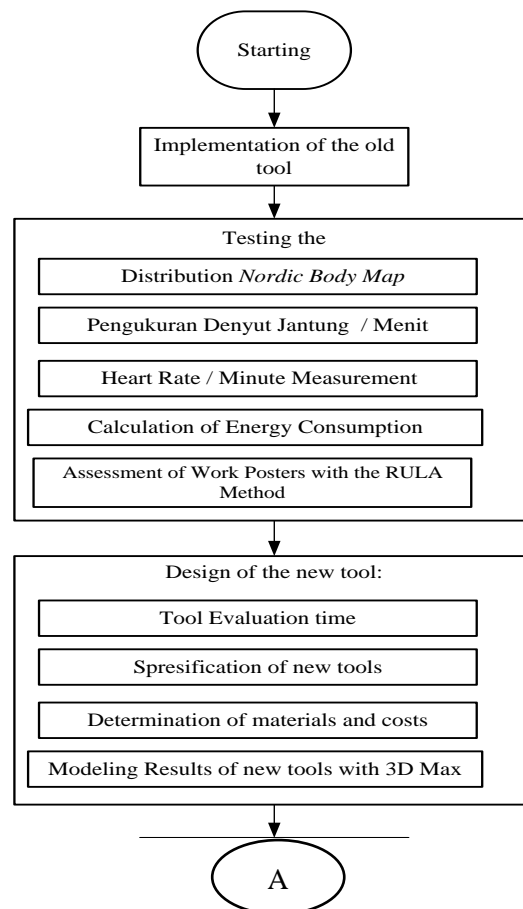 Starting
Implementation of the old
tool
Testing the
Distribution Nordic Body Map
Pengukuran Denyut Jantung / Menit
Heart Rate / Minute Measurement
Calculation of Energy Consumption
Assessment of Work Posters with the RULA
Method
Design of the new tool:
Tool Evaluation time
Spresification of new tools
Determination of materials and costs
Modeling Results of new tools with 3D Max
A